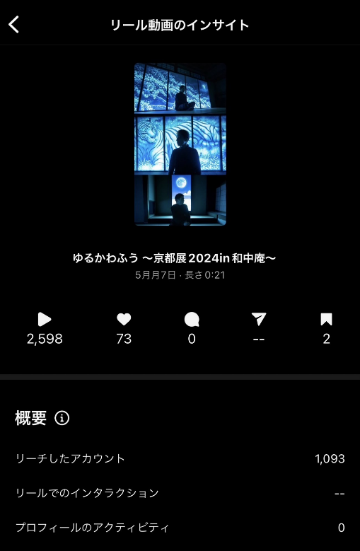 リール動画のインサイト
ゆるかわふう 〜京都展2024in和中庵〜
5月月7日 · 長さ0:21
2,598 73 0 -- 2
概要
リーチしたアカウント 1,093
リールでのインタラクション --
プロフィールのアクティビティ 0